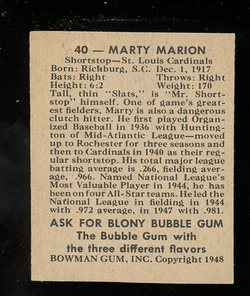 40 — MARTY MARION
Shortstop—St. Louis Cardinals
Born: Richburg, S.C. Dec. 1, 1917
Bats: Right Throws: Right
Height: 6:2 Weight: 170
Tall, thin "Slats," is "Mr. Short-
stop" himself. One of game's great-
est fielders, Marty is also a dangerous
clutch hitter. He first played Or-
ganized Baseball in 1936 with Hunting-
ton of Mid-Atlantic League—moved
up to Rochester for three seasons and
then to Cardinals in 1940 as their reg-
ular shortstop. His total major league
batting average is .266, fielding aver-
age, .966. Named National League's
Most Valuable Player in 1944, he has
been on four All-Star teams. He led the
National League in fielding in 1944
with .972 average, in 1947 with .981.
ASK FOR BLONY BUBBLE GUM
The Bubble Gum with
the three different flavors
BOWMAN GUM, INC. Copyright 1948